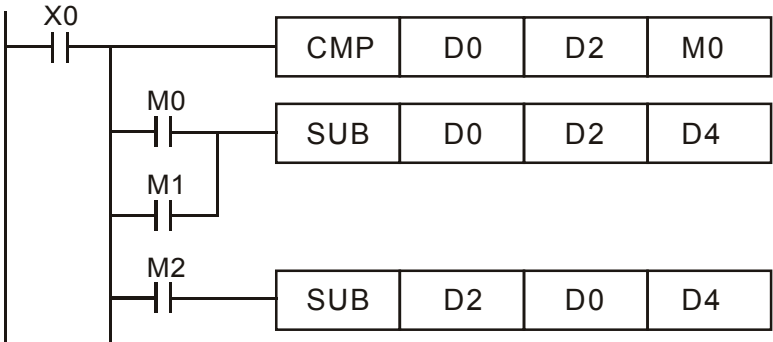 X0
CMP D0 D2 M0
M0
SUB D0 D2 D4
M1
M2
SUB D2 D0 D4